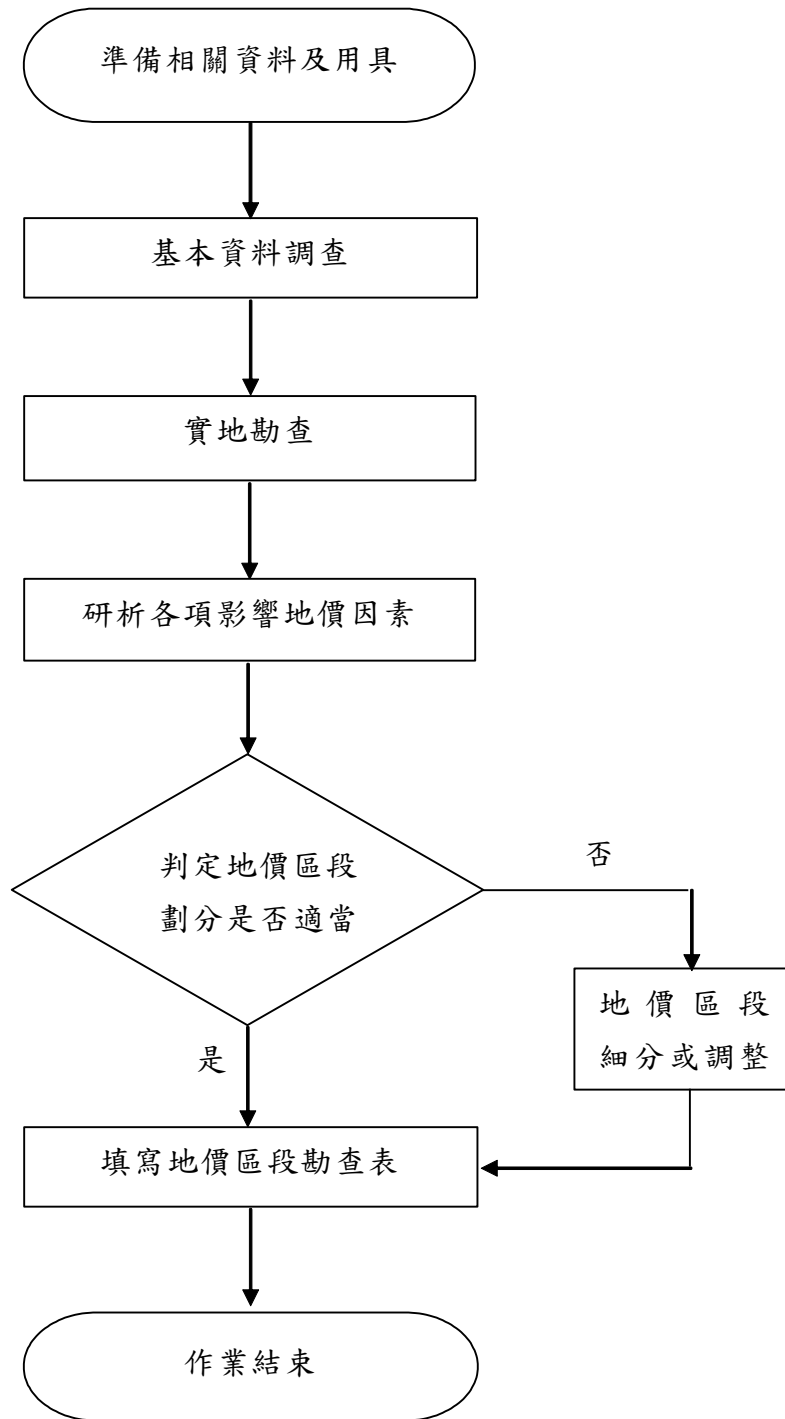 準備相關資料及用具
基本資料調查
實地勘查
研析各項影響地價因素
判定地價區段
劃分是否適當
否
地價區段
細分或調整
是
填寫地價區段勘查表
作業結束